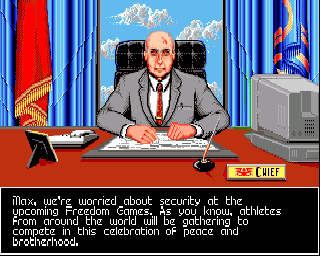 CHIEF
Max, we're worried about security at the
upcoming Freedom Games. As you know, athletes
from around the world will be gathering to
compete in this celebration of peace and
brotherhood.